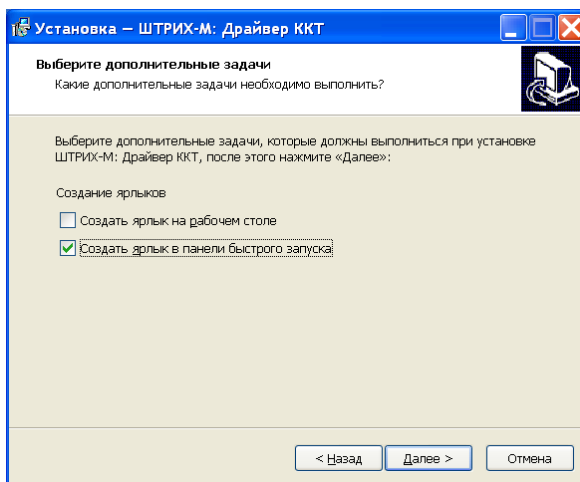 Установка — ШТРИХ-М: Драйвер ККТ
Выберите дополнительные задачи
Какие дополнительные задачи необходимо выполнить?
Выберите дополнительные задачи, которые должны выполниться при установке
ШТРИХ-М: Драйвер ККТ, после этого нажмите «Далее»:
Создание ярлыков
Создать ярлык на рабочем столе
Создать ярлык в панели быстрого запуска
< Назад
Далее >
Отмена